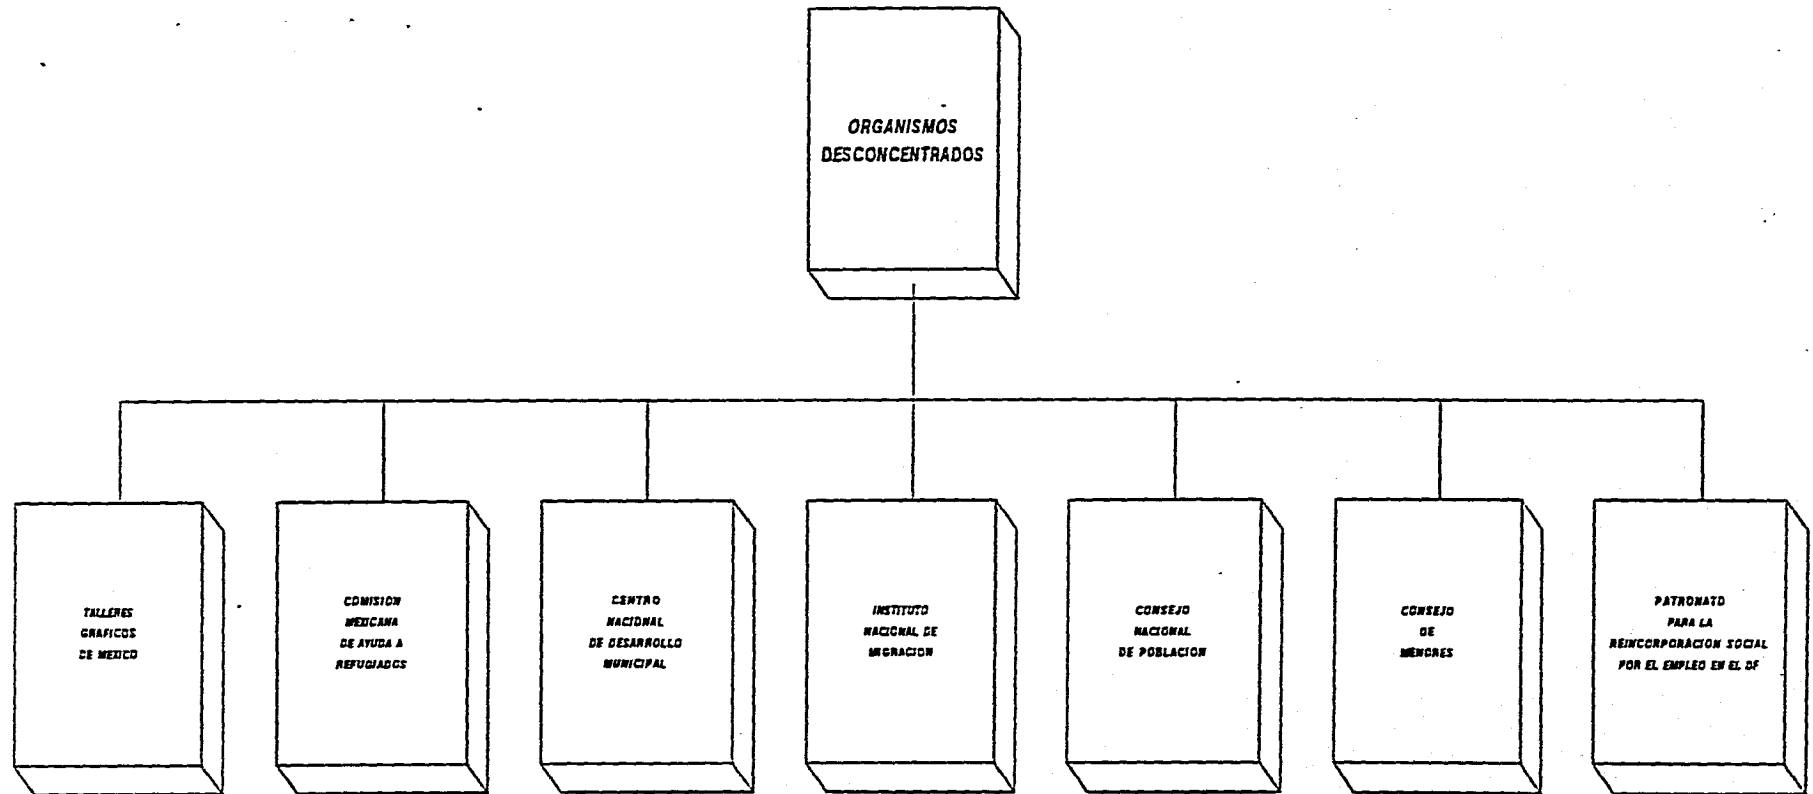 ORGANISMOS
DESCONCENTRADOS
TALLERES
GRAFICOS
DE MEXICO
COMISION
MEXICANA
DE AYUDA A
REFUGIADOS
CENTRO
NACIONAL
DE DESARROLLO
MUNICIPAL
INSTITUTO
NACIONAL DE
MIGRACION
CONSEJO
NACIONAL
DE POBLACION
CONSEJO
DE
MENORES
PATRONATO
PARA LA
REINCORPORACION SOCIAL
POR EL EMPLEO EN EL DF